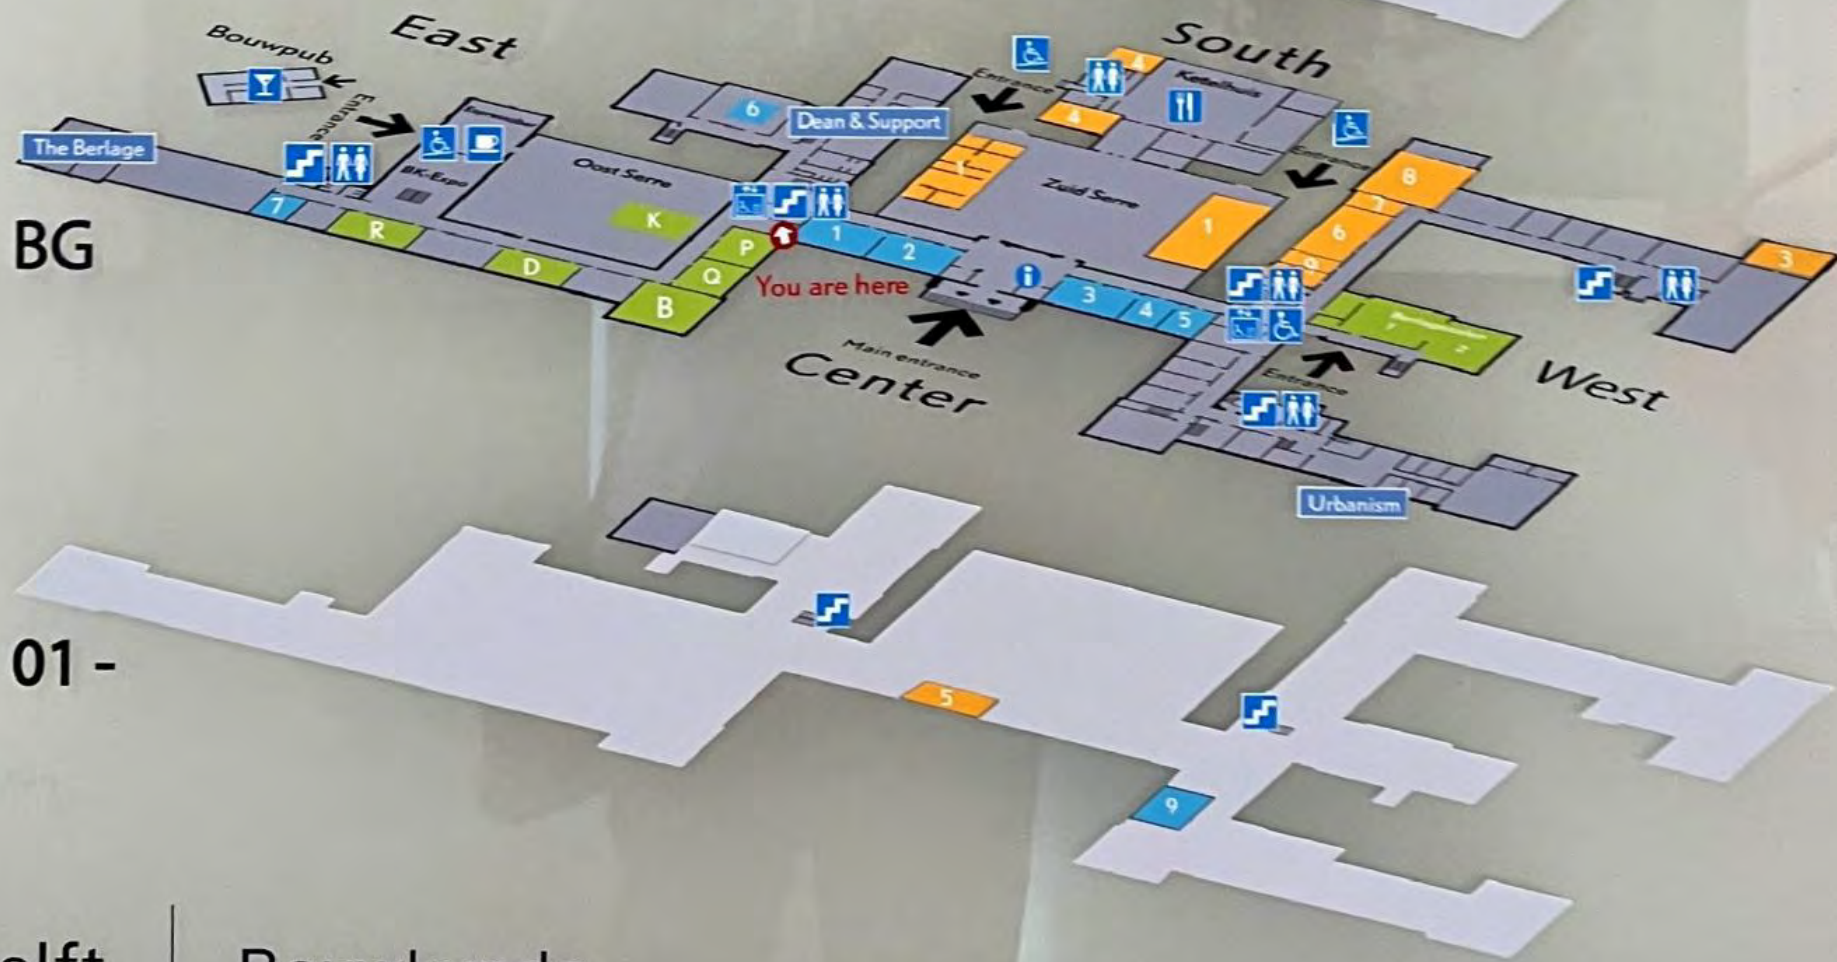 East
South
Bouwpub
Entrance
Ketelhuis
4
Entrance
4
6
Dean & Support
The Berlage
BK-Expo
Oost Serre
Zuid Serre
Entrance
8
7
6
9
1
3
7
R
K
D
P
Q
B
1
2
You are here
i
3
4
5
BG
Main entrance
Center
Entrance
2
West
Urbanism
01 -
5
9